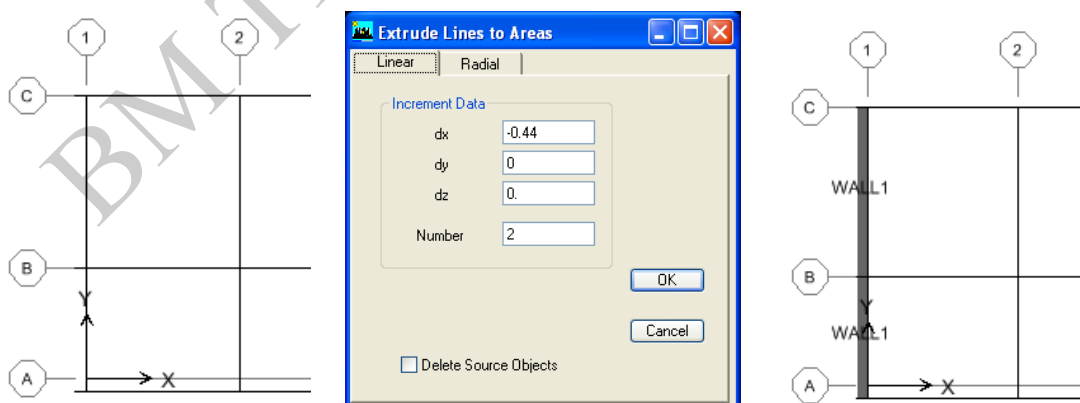 1
2
C
B
Y
A
X
BMT
Extrude Lines to Areas
Linear
Radial
Increment Data
dx
-0.44
dy
0
dz
0.
Number
2
OK
Cancel
Delete Source Objects
1
2
C
WALL1
B
Y
WALL1
A
X